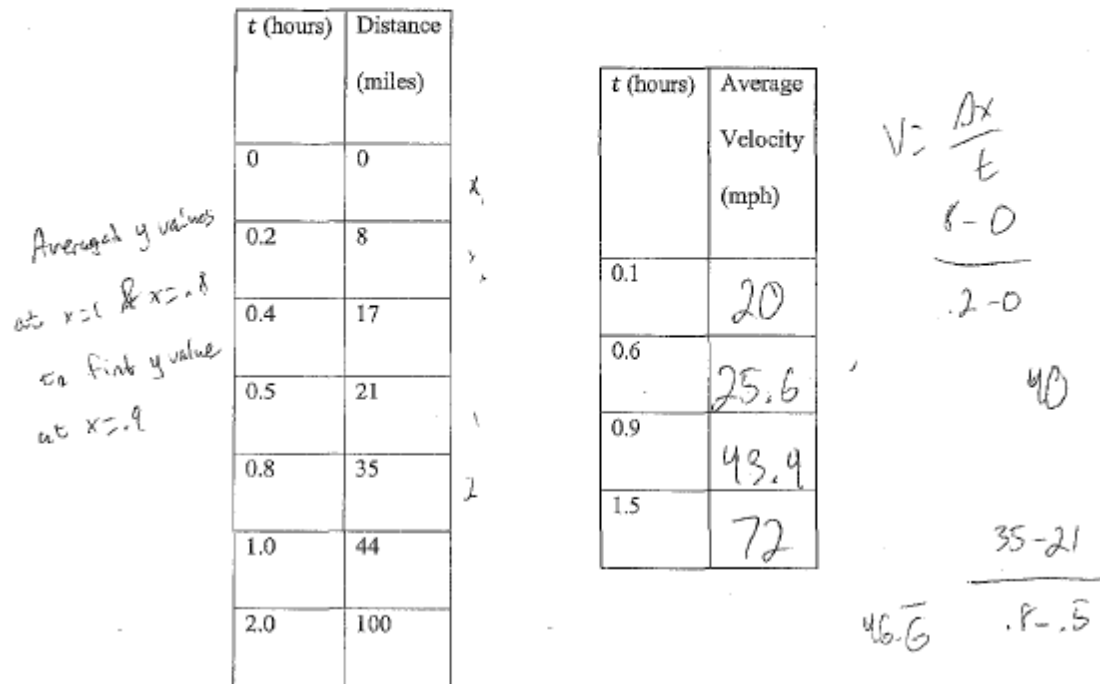 t (hours) Distance
(miles)
0 0
0.2 8
0.4 17
0.5 21
0.8 35
1.0 44
2.0 100
Averaged y values
at x=1 & x=.8
to find y value
at x=.9
x,
1
2
t (hours) Average
Velocity
(mph)
0.1 20
0.6 25.6
0.9 43.9
1.5 72
V= Δx
t
8-0
.2-0
40
35-21
.8-.5
46.6̅